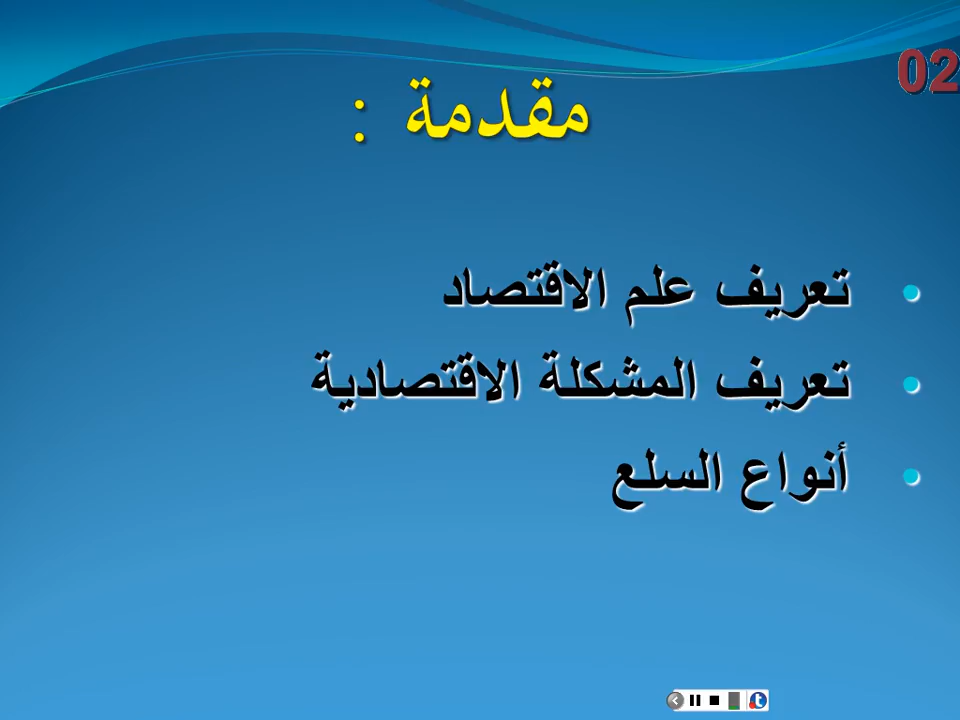 02
مقدمة :
• تعريف علم الاقتصاد
• تعريف المشكلة الاقتصادية
• أنواع السلع